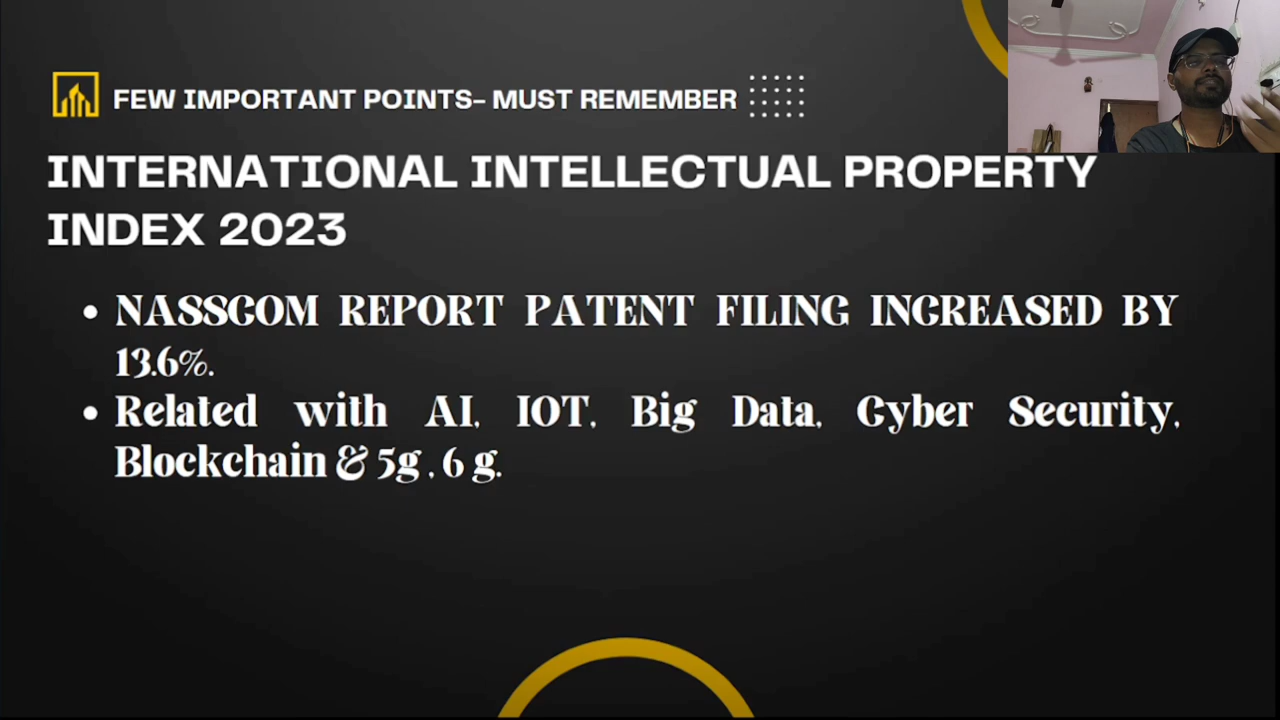 FEW IMPORTANT POINTS– MUST REMEMBER
INTERNATIONAL INTELLECTUAL PROPERTY
INDEX 2023
• NASSCOM REPORT PATENT FILING INCREASED BY
13.6%.
• Related with AI, IOT, Big Data, Cyber Security,
Blockchain & 5g , 6 g.